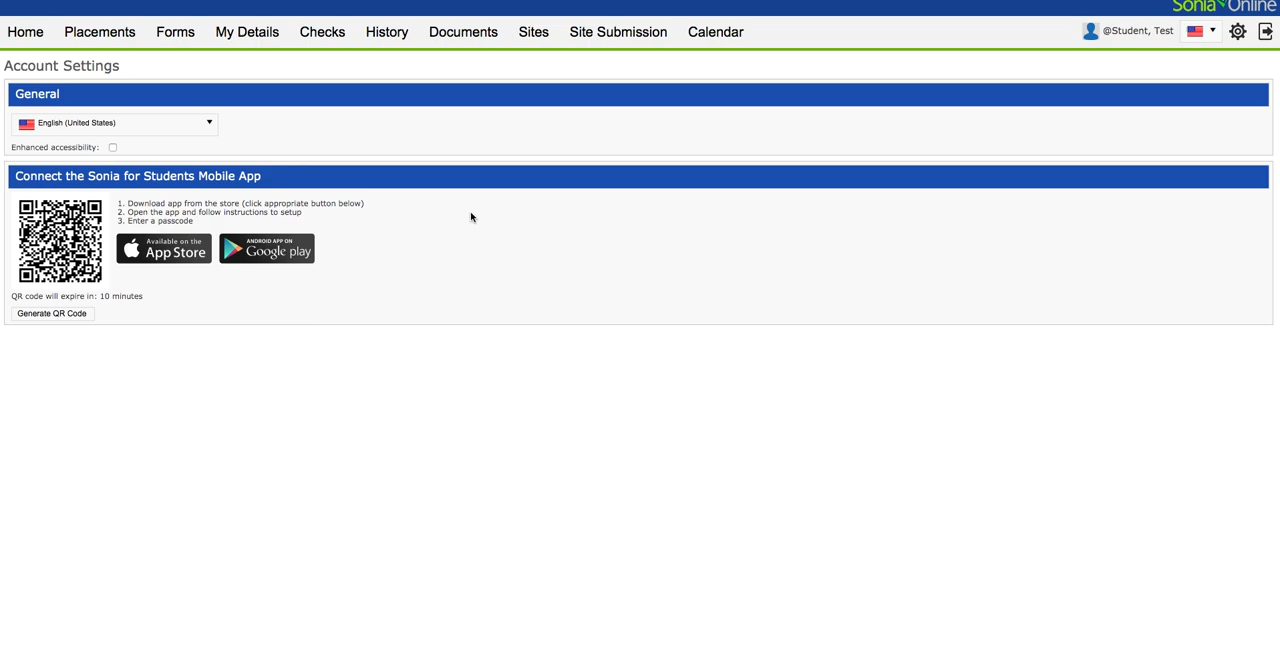 Sonia Online
Home Placements Forms My Details Checks History Documents Sites Site Submission Calendar @Student, Test
Account Settings
General
English (United States)
Enhanced accessibility:
Connect the Sonia for Students Mobile App
1. Download app from the store (click appropriate button below)
2. Open the app and follow instructions to setup
3. Enter a passcode
Available on the App Store
ANDROID APP ON Google play
QR code will expire in: 10 minutes
Generate QR Code